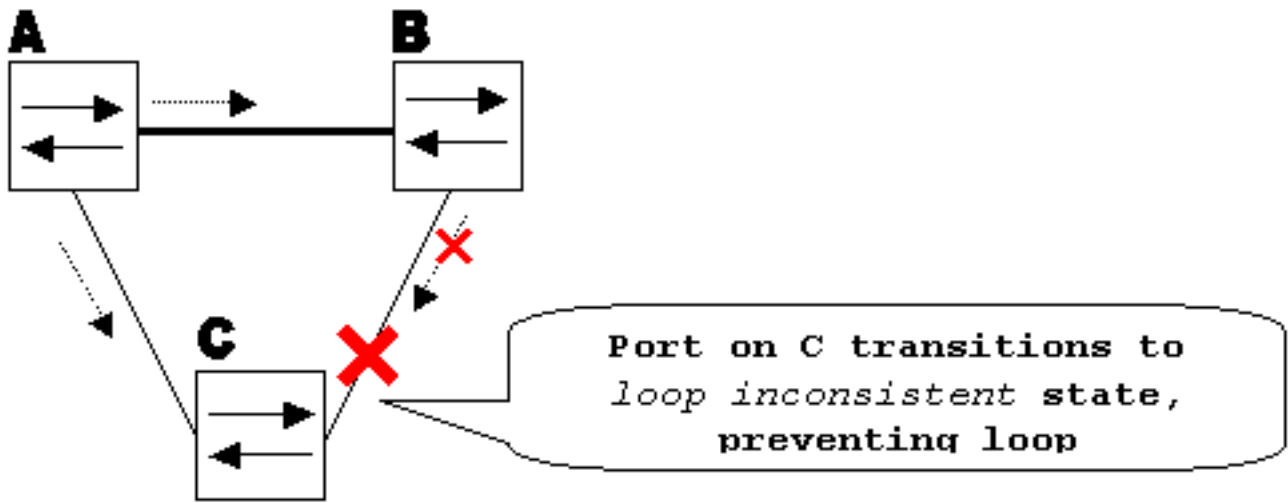 A
B
C
Port on C transitions to
loop inconsistent state,
preventing loop